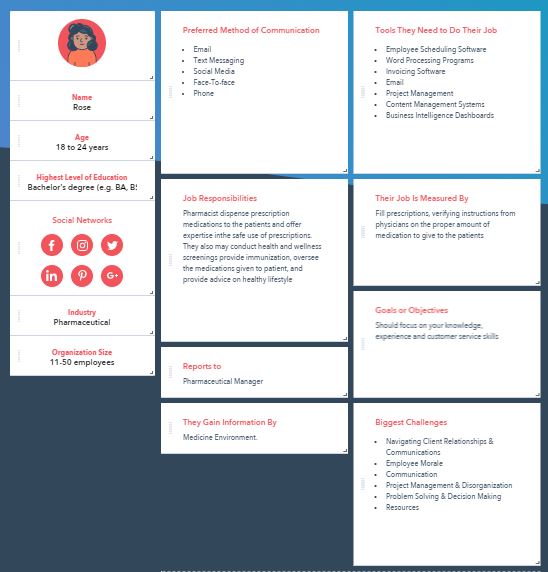 Name
Rose
Age
18 to 24 years
Highest Level of Education
Bachelor's degree (e.g. BA, BS
Social Networks
Industry
Pharmaceutical
Organization Size
11-50 employees
Preferred Method of Communication
Email
Text Messaging
Social Media
Face-To-face
Phone
Job Responsibilities
Pharmacist dispense prescription
medications to the patients and offer
expertise inthe safe use of prescriptions.
They also may conduct health and wellness
screenings provide immunization, oversee
the medications given to patient, and
provide advice on healthy lifestyle
Reports to
Pharmaceutical Manager
They Gain Information By
Medicine Environment.
Tools They Need to Do Their Job
Employee Scheduling Software
Word Processing Programs
Invoicing Software
Email
Project Management
Content Management Systems
Business Intelligence Dashboards
Their Job Is Measured By
Fill prescriptions, verifying instructions from
physicians on the proper amount of
medication to give to the patients
Goals or Objectives
Should focus on your knowledge,
experience and customer service skills
Biggest Challenges
Navigating Client Relationships &
Communications
Employee Morale
Communication
Project Management & Disorganization
Problem Solving & Decision Making
Resources